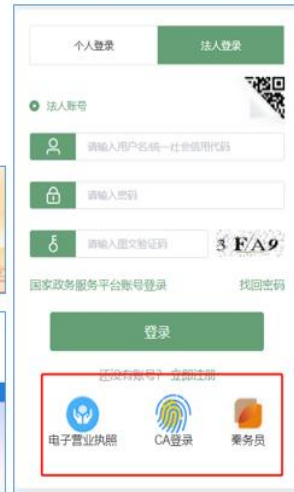 个人登录 法人登录
法人账号
请输入用户名/统一社会信用代码
请输入密码
请输入图文验证码 3 F A 9
国家政务服务平台账号登录 找回密码
登录
还没有账号？ 立即注册
电子营业执照 CA登录 秦务员